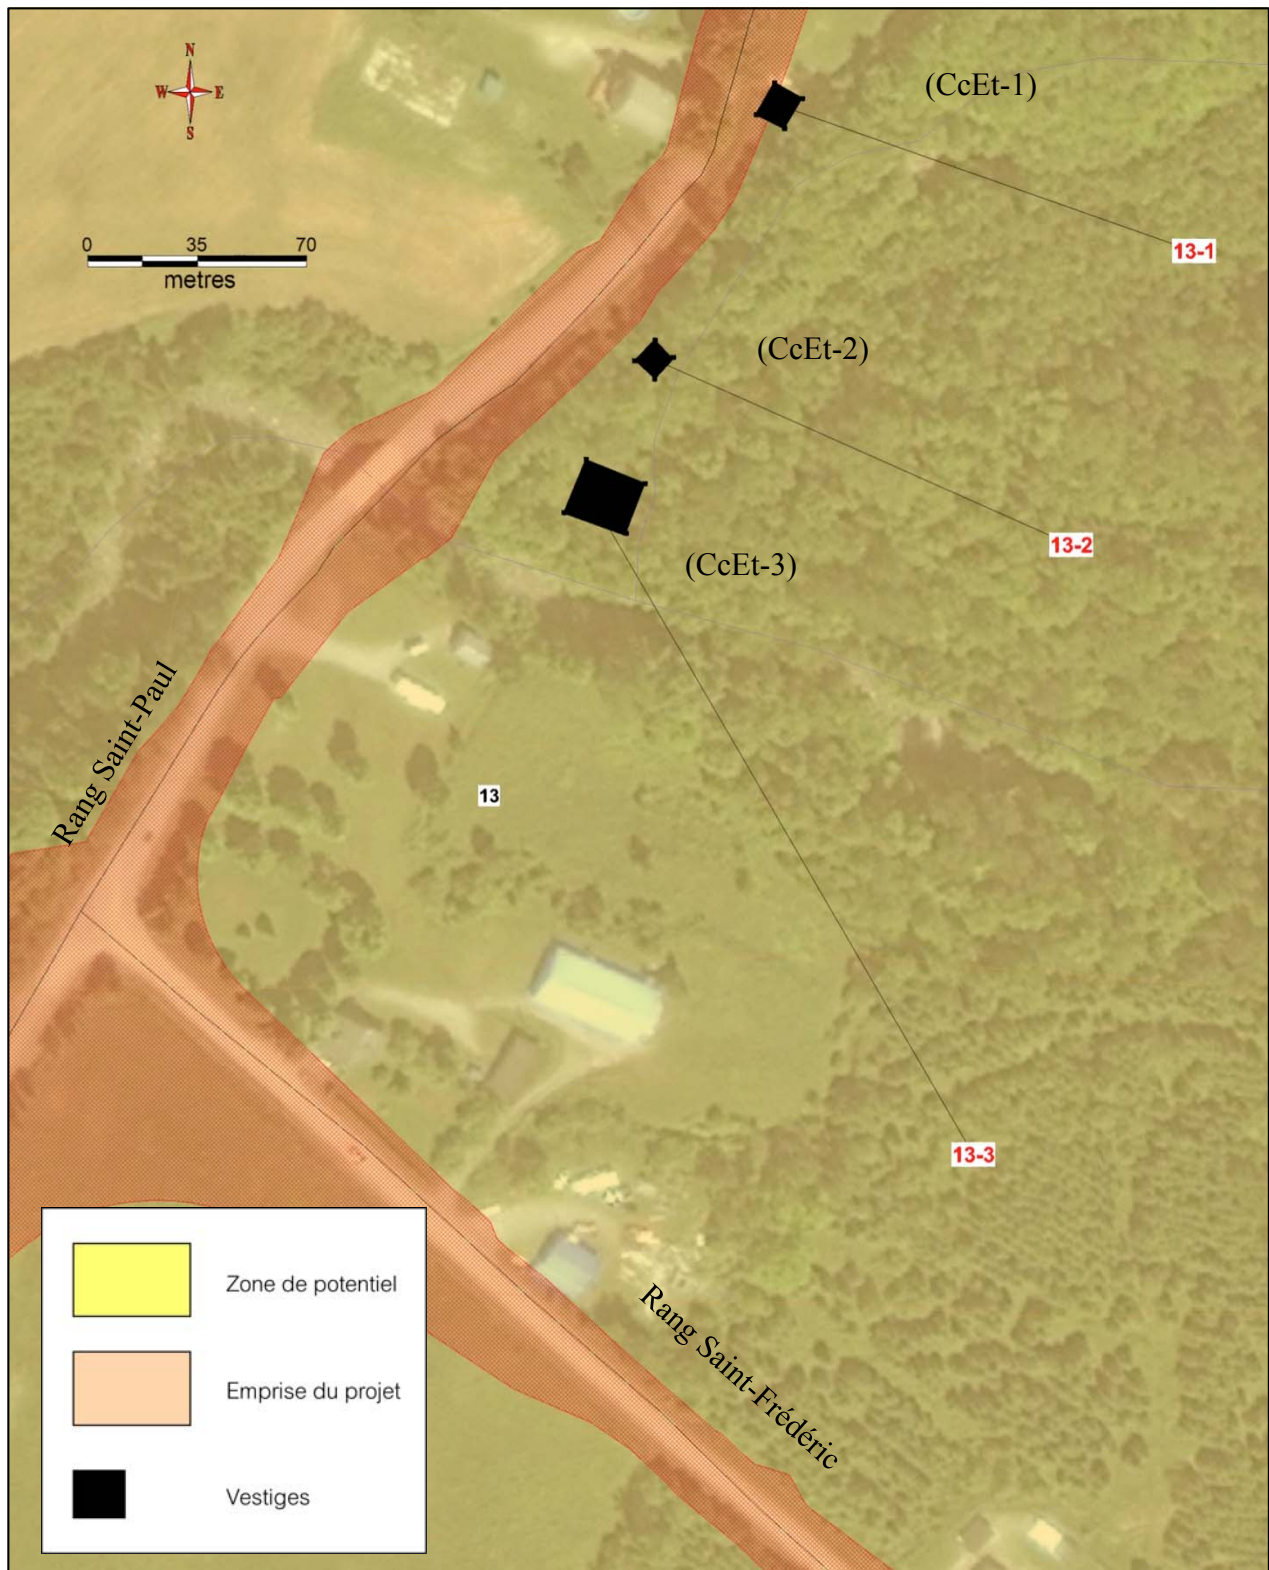 N
W E
S
(CcEt-1)
0 35 70
metres
13-1
(CcEt-2)
13-2
(CcEt-3)
Rang Saint-Paul
13
13-3
Rang Saint-Frédéric
Zone de potentiel
Emprise du projet
Vestiges